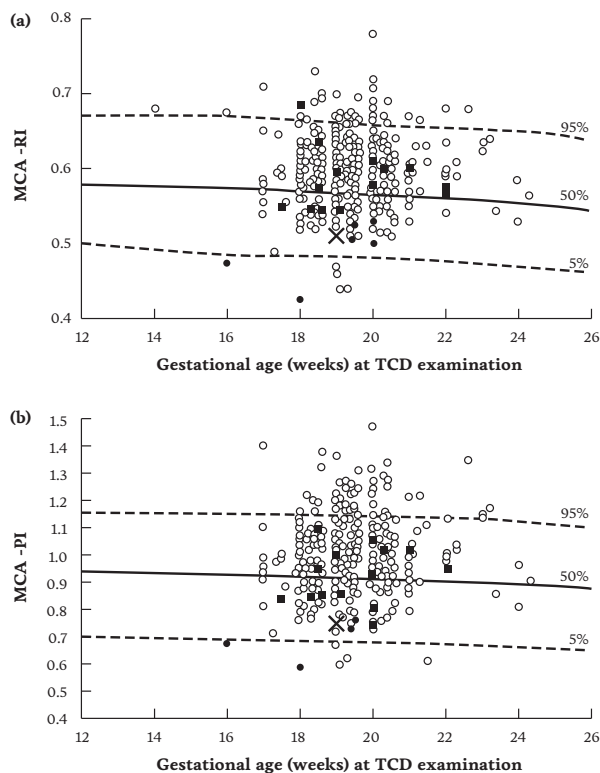 (a)
0.8
0.7
0.6
0.5
0.4
MCA -RI
95%
50%
5%
12 14 16 18 20 22 24 26
Gestational age (weeks) at TCD examination
(b)
1.5
1.4
1.3
1.2
1.1
1.0
0.9
0.8
0.7
0.6
0.5
0.4
MCA -PI
95%
50%
5%
12 14 16 18 20 22 24 26
Gestational age (weeks) at TCD examination